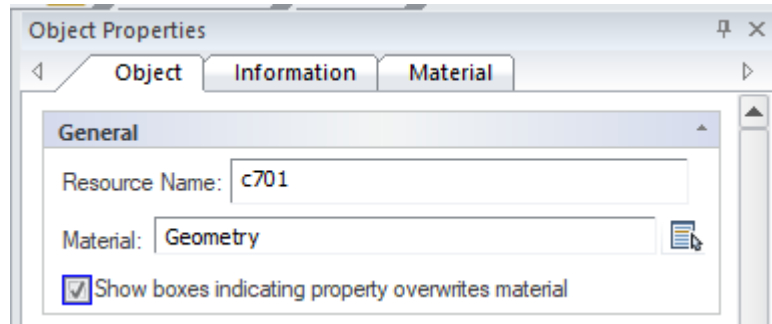 Object Properties
Object Information Material
General
Resource Name: c701
Material: Geometry
Show boxes indicating property overwrites material